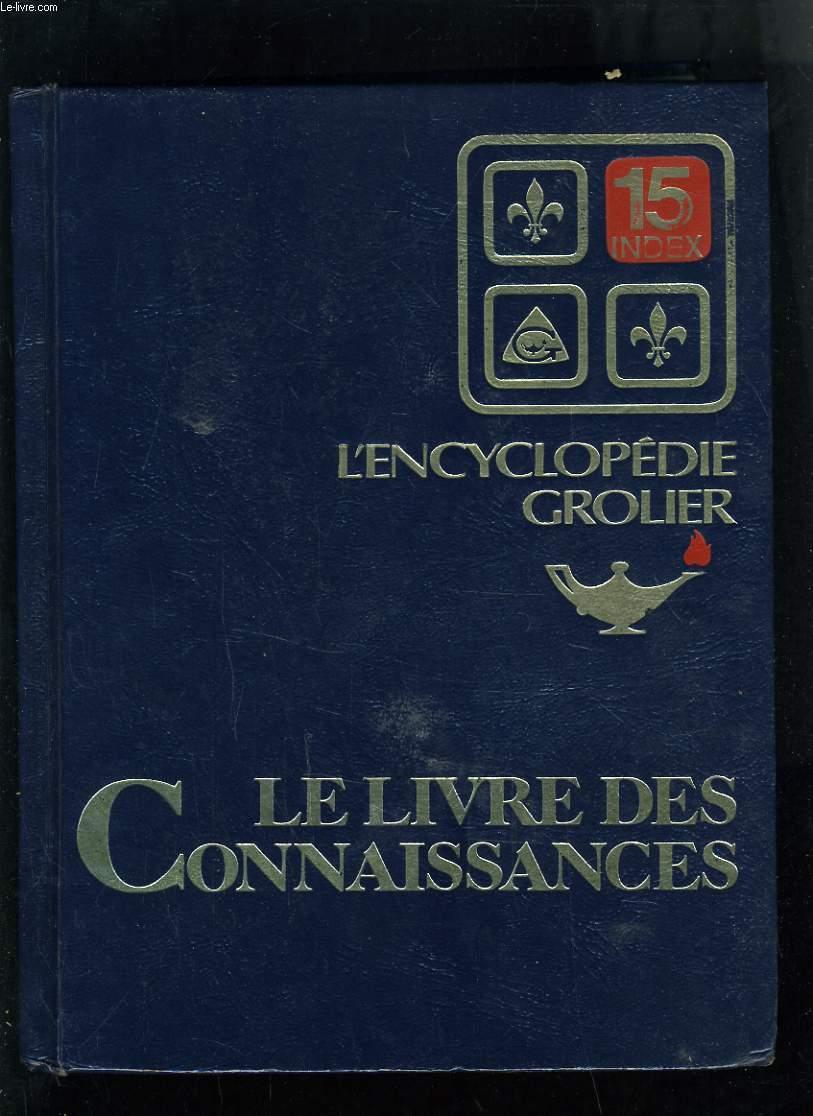 Le-livre.com
15
INDEX
L'ENCYCLOPÉDIE
GROLIER
LE LIVRE DES
CONNAISSANCES